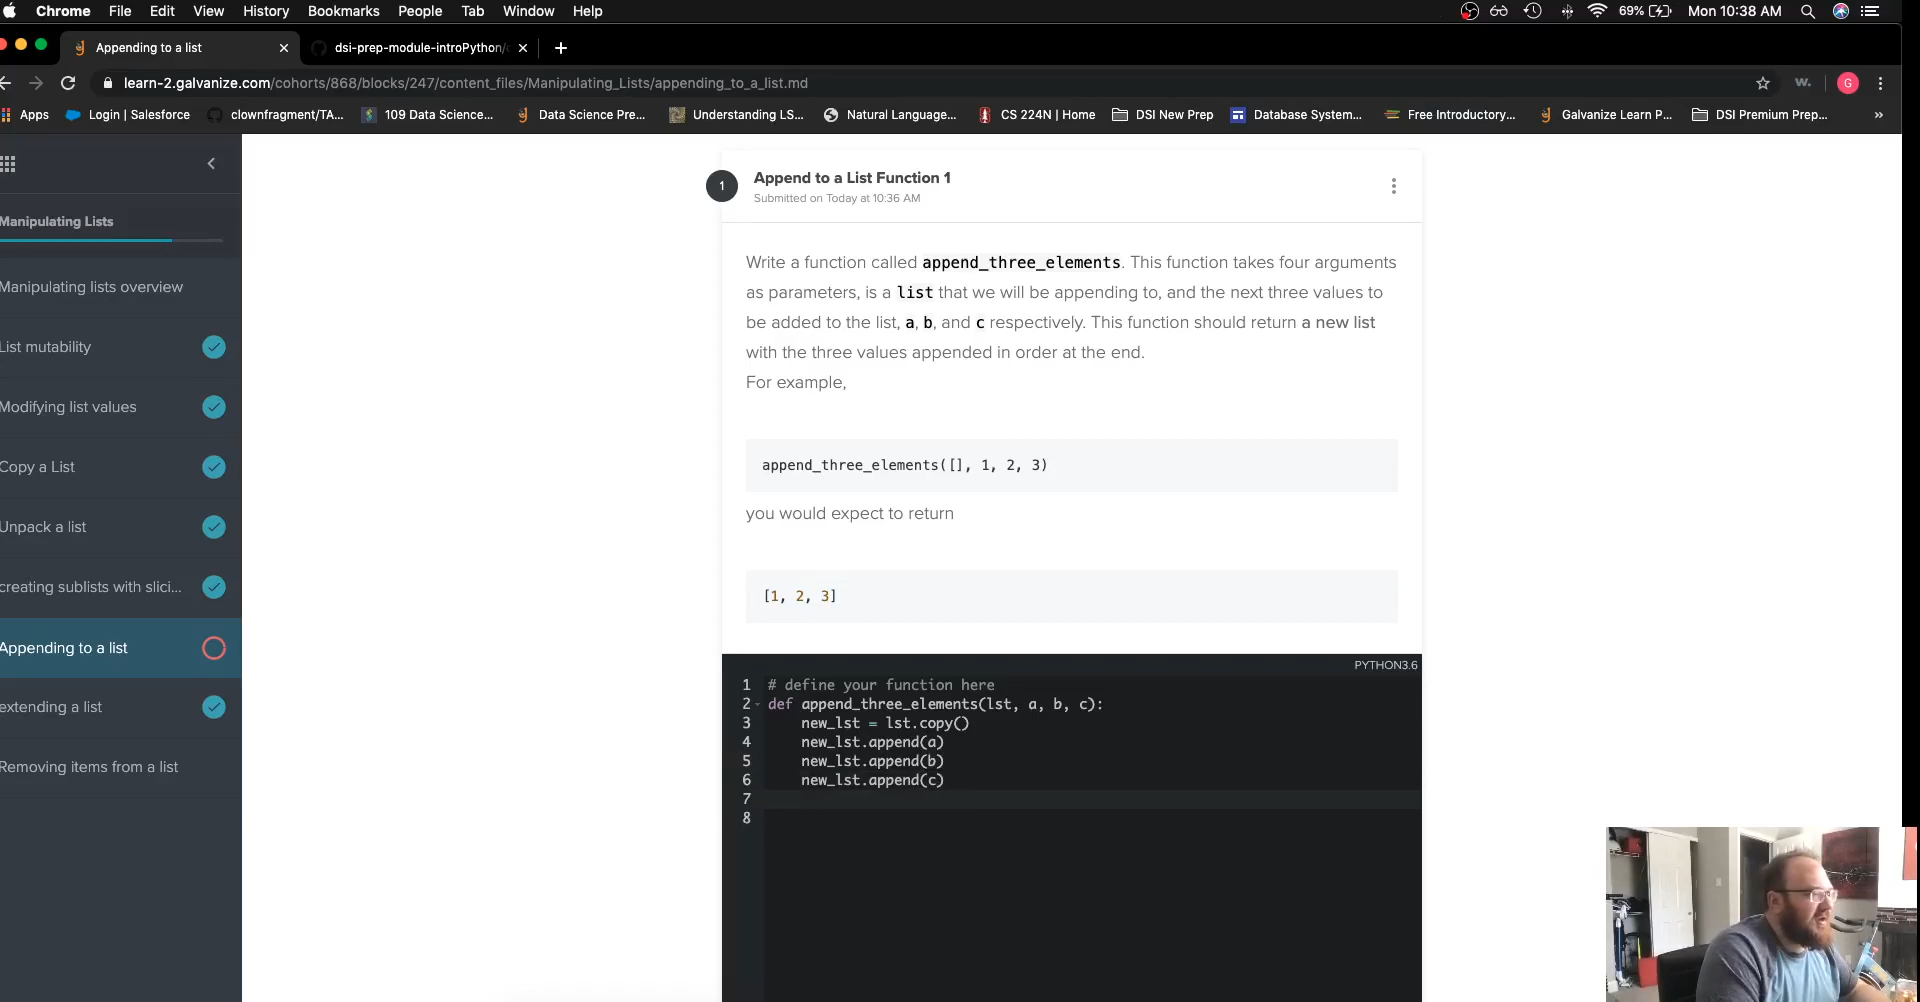 Chrome File Edit View History Bookmarks People Tab Window Help 69% Mon 10:38 AM
Appending to a list dsi-prep-module-introPython/
learn-2.galvanize.com/cohorts/868/blocks/247/content_files/Manipulating_Lists/appending_to_a_list.md G
Apps Login | Salesforce clownfragment/TA... 109 Data Science... Data Science Pre... Understanding LS... Natural Language... CS 224N | Home DSI New Prep Database System... Free Introductory... Galvanize Learn P... DSI Premium Prep... »
Manipulating Lists
Manipulating lists overview
List mutability
Modifying list values
Copy a List
Unpack a list
creating sublists with slici...
Appending to a list
extending a list
Removing items from a list
1 Append to a List Function 1
Submitted on Today at 10:36 AM
Write a function called append_three_elements. This function takes four arguments
as parameters, is a list that we will be appending to, and the next three values to
be added to the list, a, b, and c respectively. This function should return a new list
with the three values appended in order at the end.
For example,
append_three_elements([], 1, 2, 3)
you would expect to return
[1, 2, 3]
PYTHON3.6
1 # define your function here
2 def append_three_elements(lst, a, b, c):
3 new_lst = lst.copy()
4 new_lst.append(a)
5 new_lst.append(b)
6 new_lst.append(c)
7
8